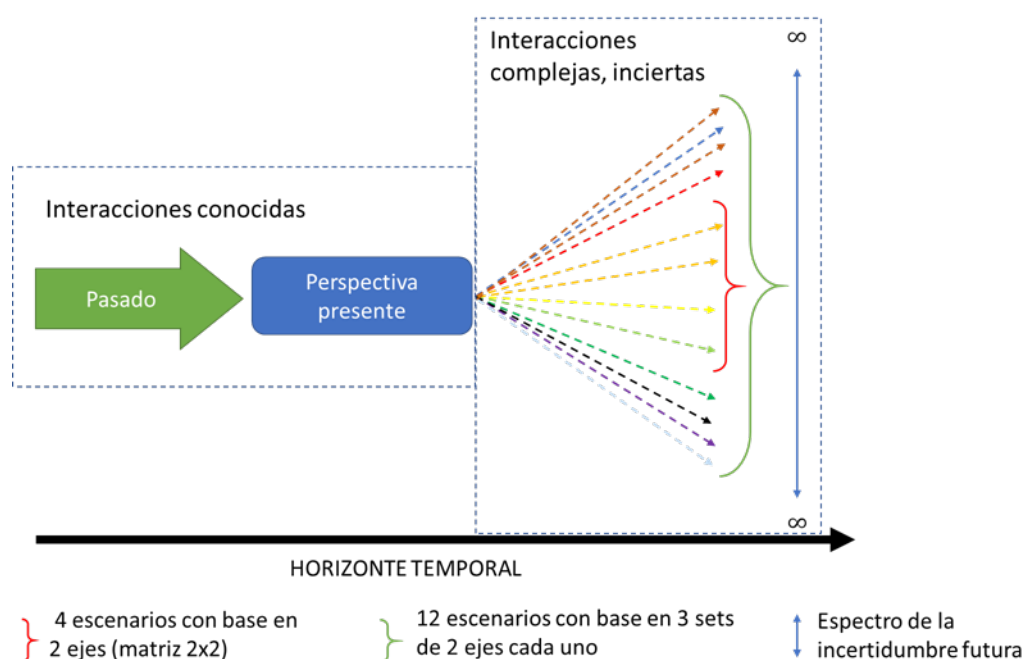 Interacciones
complejas, inciertas
∞
Interacciones conocidas
Pasado
Perspectiva
presente
∞
HORIZONTE TEMPORAL
4 escenarios con base en
2 ejes (matriz 2x2)
12 escenarios con base en 3 sets
de 2 ejes cada uno
Espectro de la
incertidumbre futura